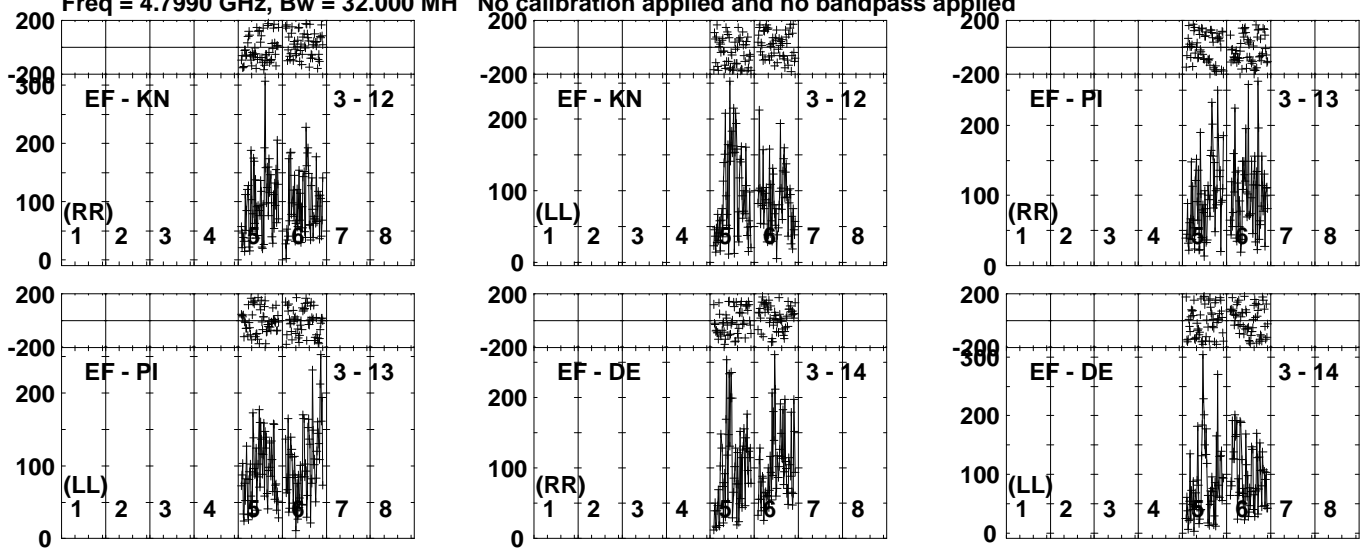 Freq = 4.7990 GHz, Bw = 32.000 MH No calibration applied and no bandpass applied
200 200 200
-200 -200 -200
300
EF - KN 3 - 12 EF - KN 3 - 12 EF - PI 3 - 13
200 200 200
100 100 100
(RR) (LL) (RR)
1 2 3 4 5 6 7 8 1 2 3 4 5 6 7 8 1 2 3 4 5 6 7 8
0 0 0
200 200 200
-200 -200 -200
300
EF - PI 3 - 13 EF - DE 3 - 14 EF - DE 3 - 14
200 200 200
100 100 100
(LL) (RR) (LL)
1 2 3 4 5 6 7 8 1 2 3 4 5 6 7 8 1 2 3 4 5 6 7 8
0 0 0